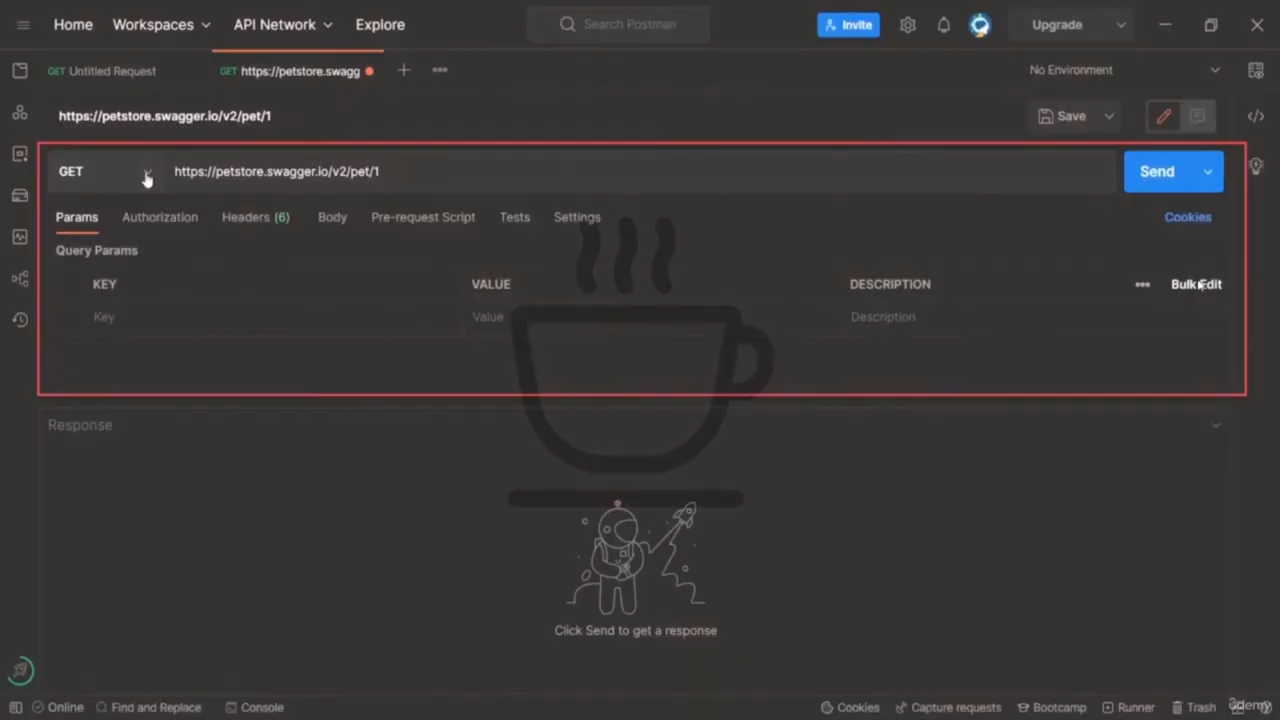 Home Workspaces API Network Explore Search Postman Invite Upgrade
GET Untitled Request GET https://petstore.swagg No Environment
https://petstore.swagger.io/v2/pet/1 Save
GET https://petstore.swagger.io/v2/pet/1 Send
Params Authorization Headers (6) Body Pre-request Script Tests Settings Cookies
Query Params
KEY VALUE DESCRIPTION Bulk Edit
Key Value Description
Response
Click Send to get a response
Online Find and Replace Console Cookies Capture requests Bootcamp Runner Trash
udemy